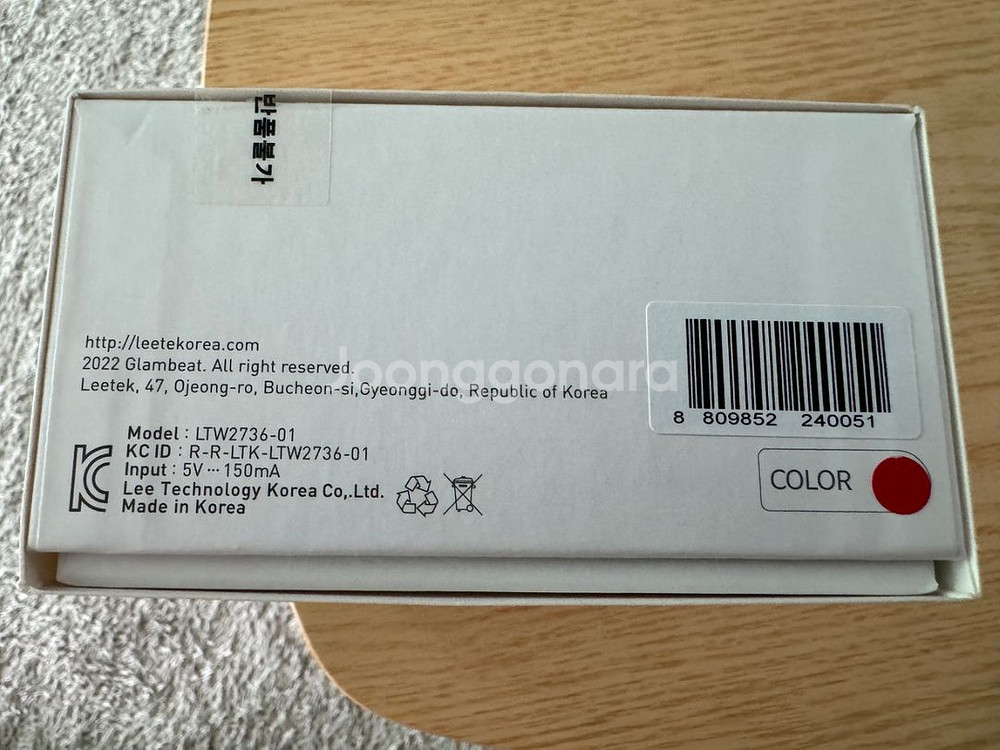 반품불가
http://leetekorea.com
2022 Glambeat. All right reserved.
Leetek, 47, Ojeong-ro, Bucheon-si,Gyeonggi-do, Republic of Korea
joonggonara
Model : LTW2736-01
KC ID : R-R-LTK-LTW2736-01
Input : 5V ⎓ 150mA
Lee Technology Korea Co,.Ltd.
Made in Korea
8 809852 240051
COLOR